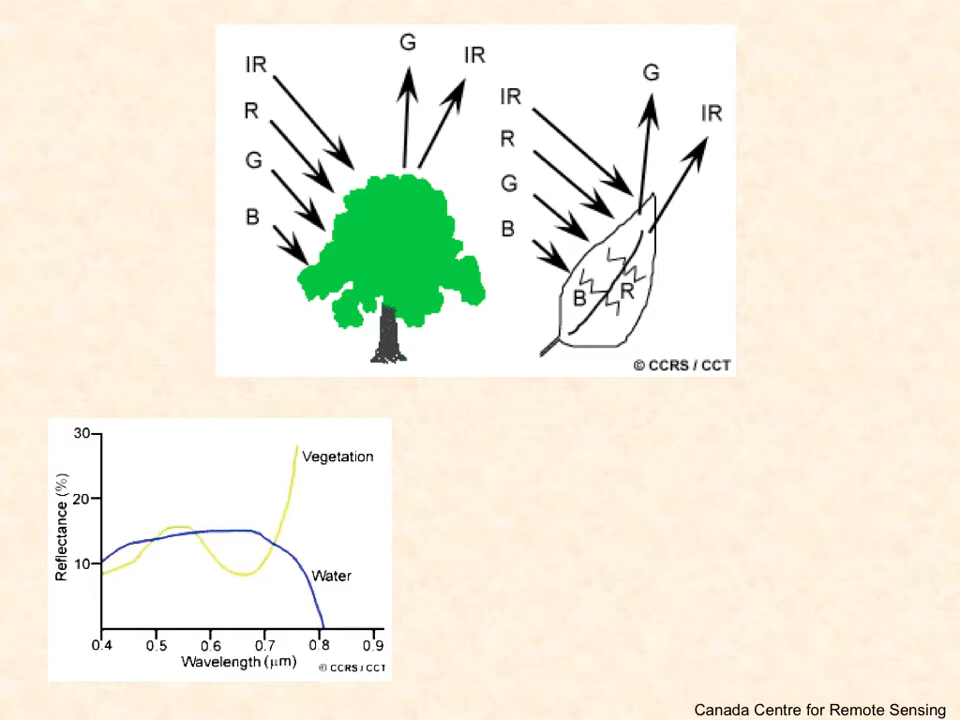 G
IR
IR
R
G
B
G
IR
IR
R
G
B
B
R
© CCRS / CCT
30
20
10
Reflectance (%)
Vegetation
Water
0.4 0.5 0.6 0.7 0.8 0.9
Wavelength (µm)
© CCRS / CCT
Canada Centre for Remote Sensing